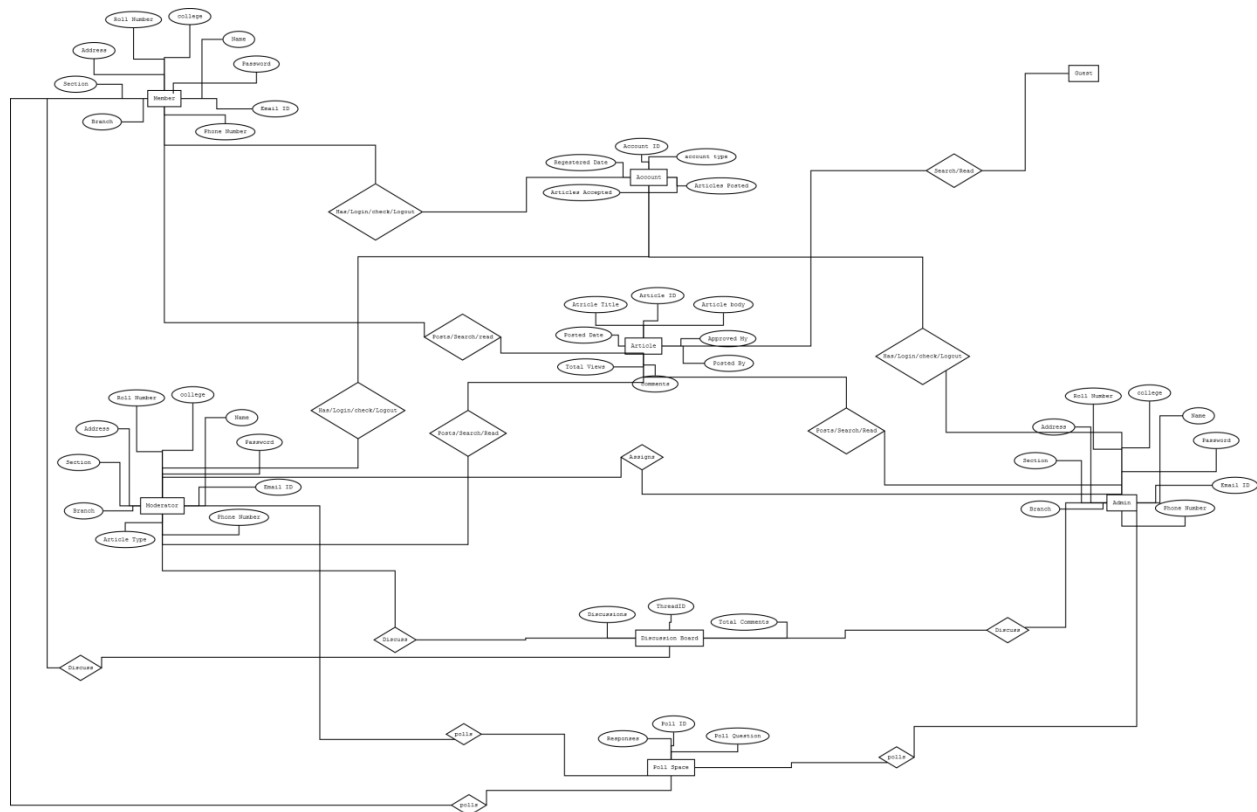 Roll Number
college
Name
Address
Password
Section
Member
Email ID
Branch
Phone Number
Guest
Account ID
account type
Regestered Date
Account
Articles Accepted
Articles Posted
Search/Read
Has/Login/check/Logout
Article ID
Atricle Title
Article body
Posted Date
Approved My
Posts/Search/read
Article
Total Views
Posted By
Comments
Has/Login/check/Logout
Roll Number
college
Name
Address
Has/Login/check/Logout
Posts/Search/Read
Posts/Search/Read
Password
Section
Assigns
Email ID
Moderator
Branch
Phone Number
Article Type
Roll Number
college
Name
Address
Password
Section
Email ID
Admin
Branch
Phone Number
Discussions
ThreadID
Total Comments
Discuss
Discussion Board
Discuss
Discuss
Poll ID
Responses
Poll Question
polls
Poll Space
polls
polls